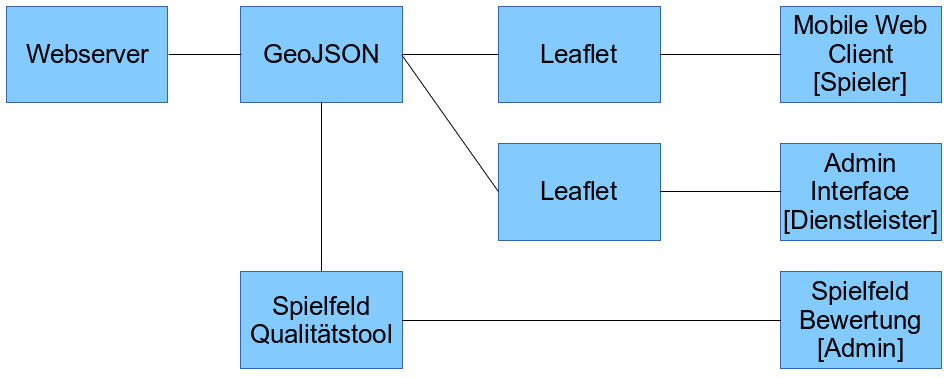 Webserver
GeoJSON
Leaflet
Mobile Web
Client
[Spieler]
Leaflet
Admin
Interface
[Dienstleister]
Spielfeld
Qualitätstool
Spielfeld
Bewertung
[Admin]